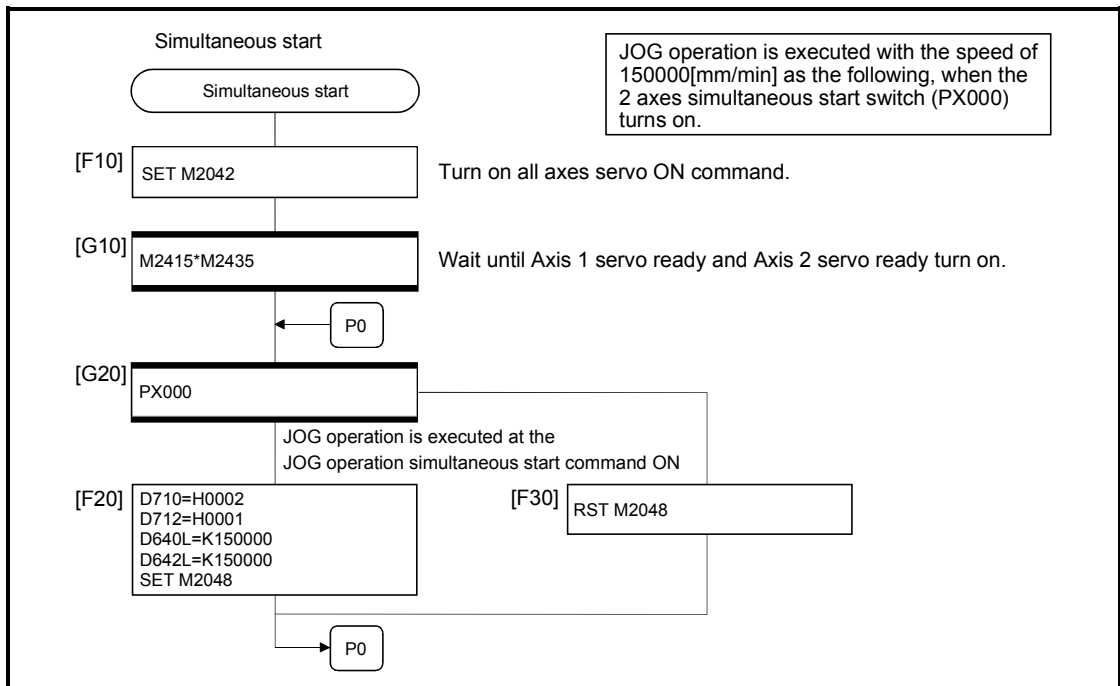 Simultaneous start
JOG operation is executed with the speed of
150000[mm/min] as the following, when the
2 axes simultaneous start switch (PX000)
turns on.
Simultaneous start
[F10]
SET M2042
Turn on all axes servo ON command.
[G10]
M2415*M2435
Wait until Axis 1 servo ready and Axis 2 servo ready turn on.
P0
[G20]
PX000
JOG operation is executed at the
JOG operation simultaneous start command ON
[F20]
D710=H0002
D712=H0001
D640L=K150000
D642L=K150000
SET M2048
[F30]
RST M2048
P0